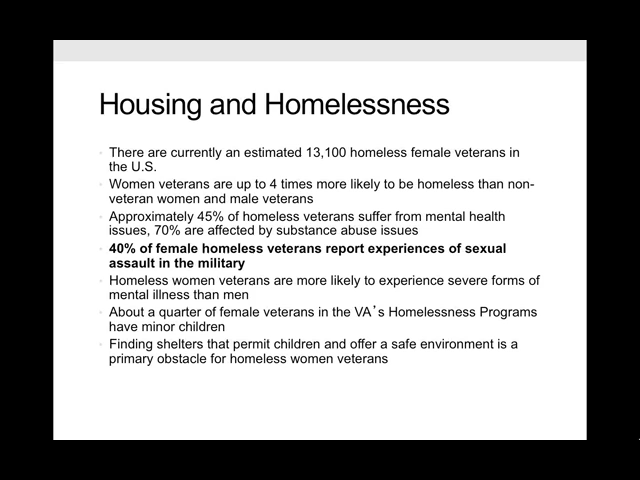 Housing and Homelessness
There are currently an estimated 13,100 homeless female veterans in
the U.S.
Women veterans are up to 4 times more likely to be homeless than non-
veteran women and male veterans
Approximately 45% of homeless veterans suffer from mental health
issues, 70% are affected by substance abuse issues
40% of female homeless veterans report experiences of sexual
assault in the military
Homeless women veterans are more likely to experience severe forms of
mental illness than men
About a quarter of female veterans in the VA’s Homelessness Programs
have minor children
Finding shelters that permit children and offer a safe environment is a
primary obstacle for homeless women veterans